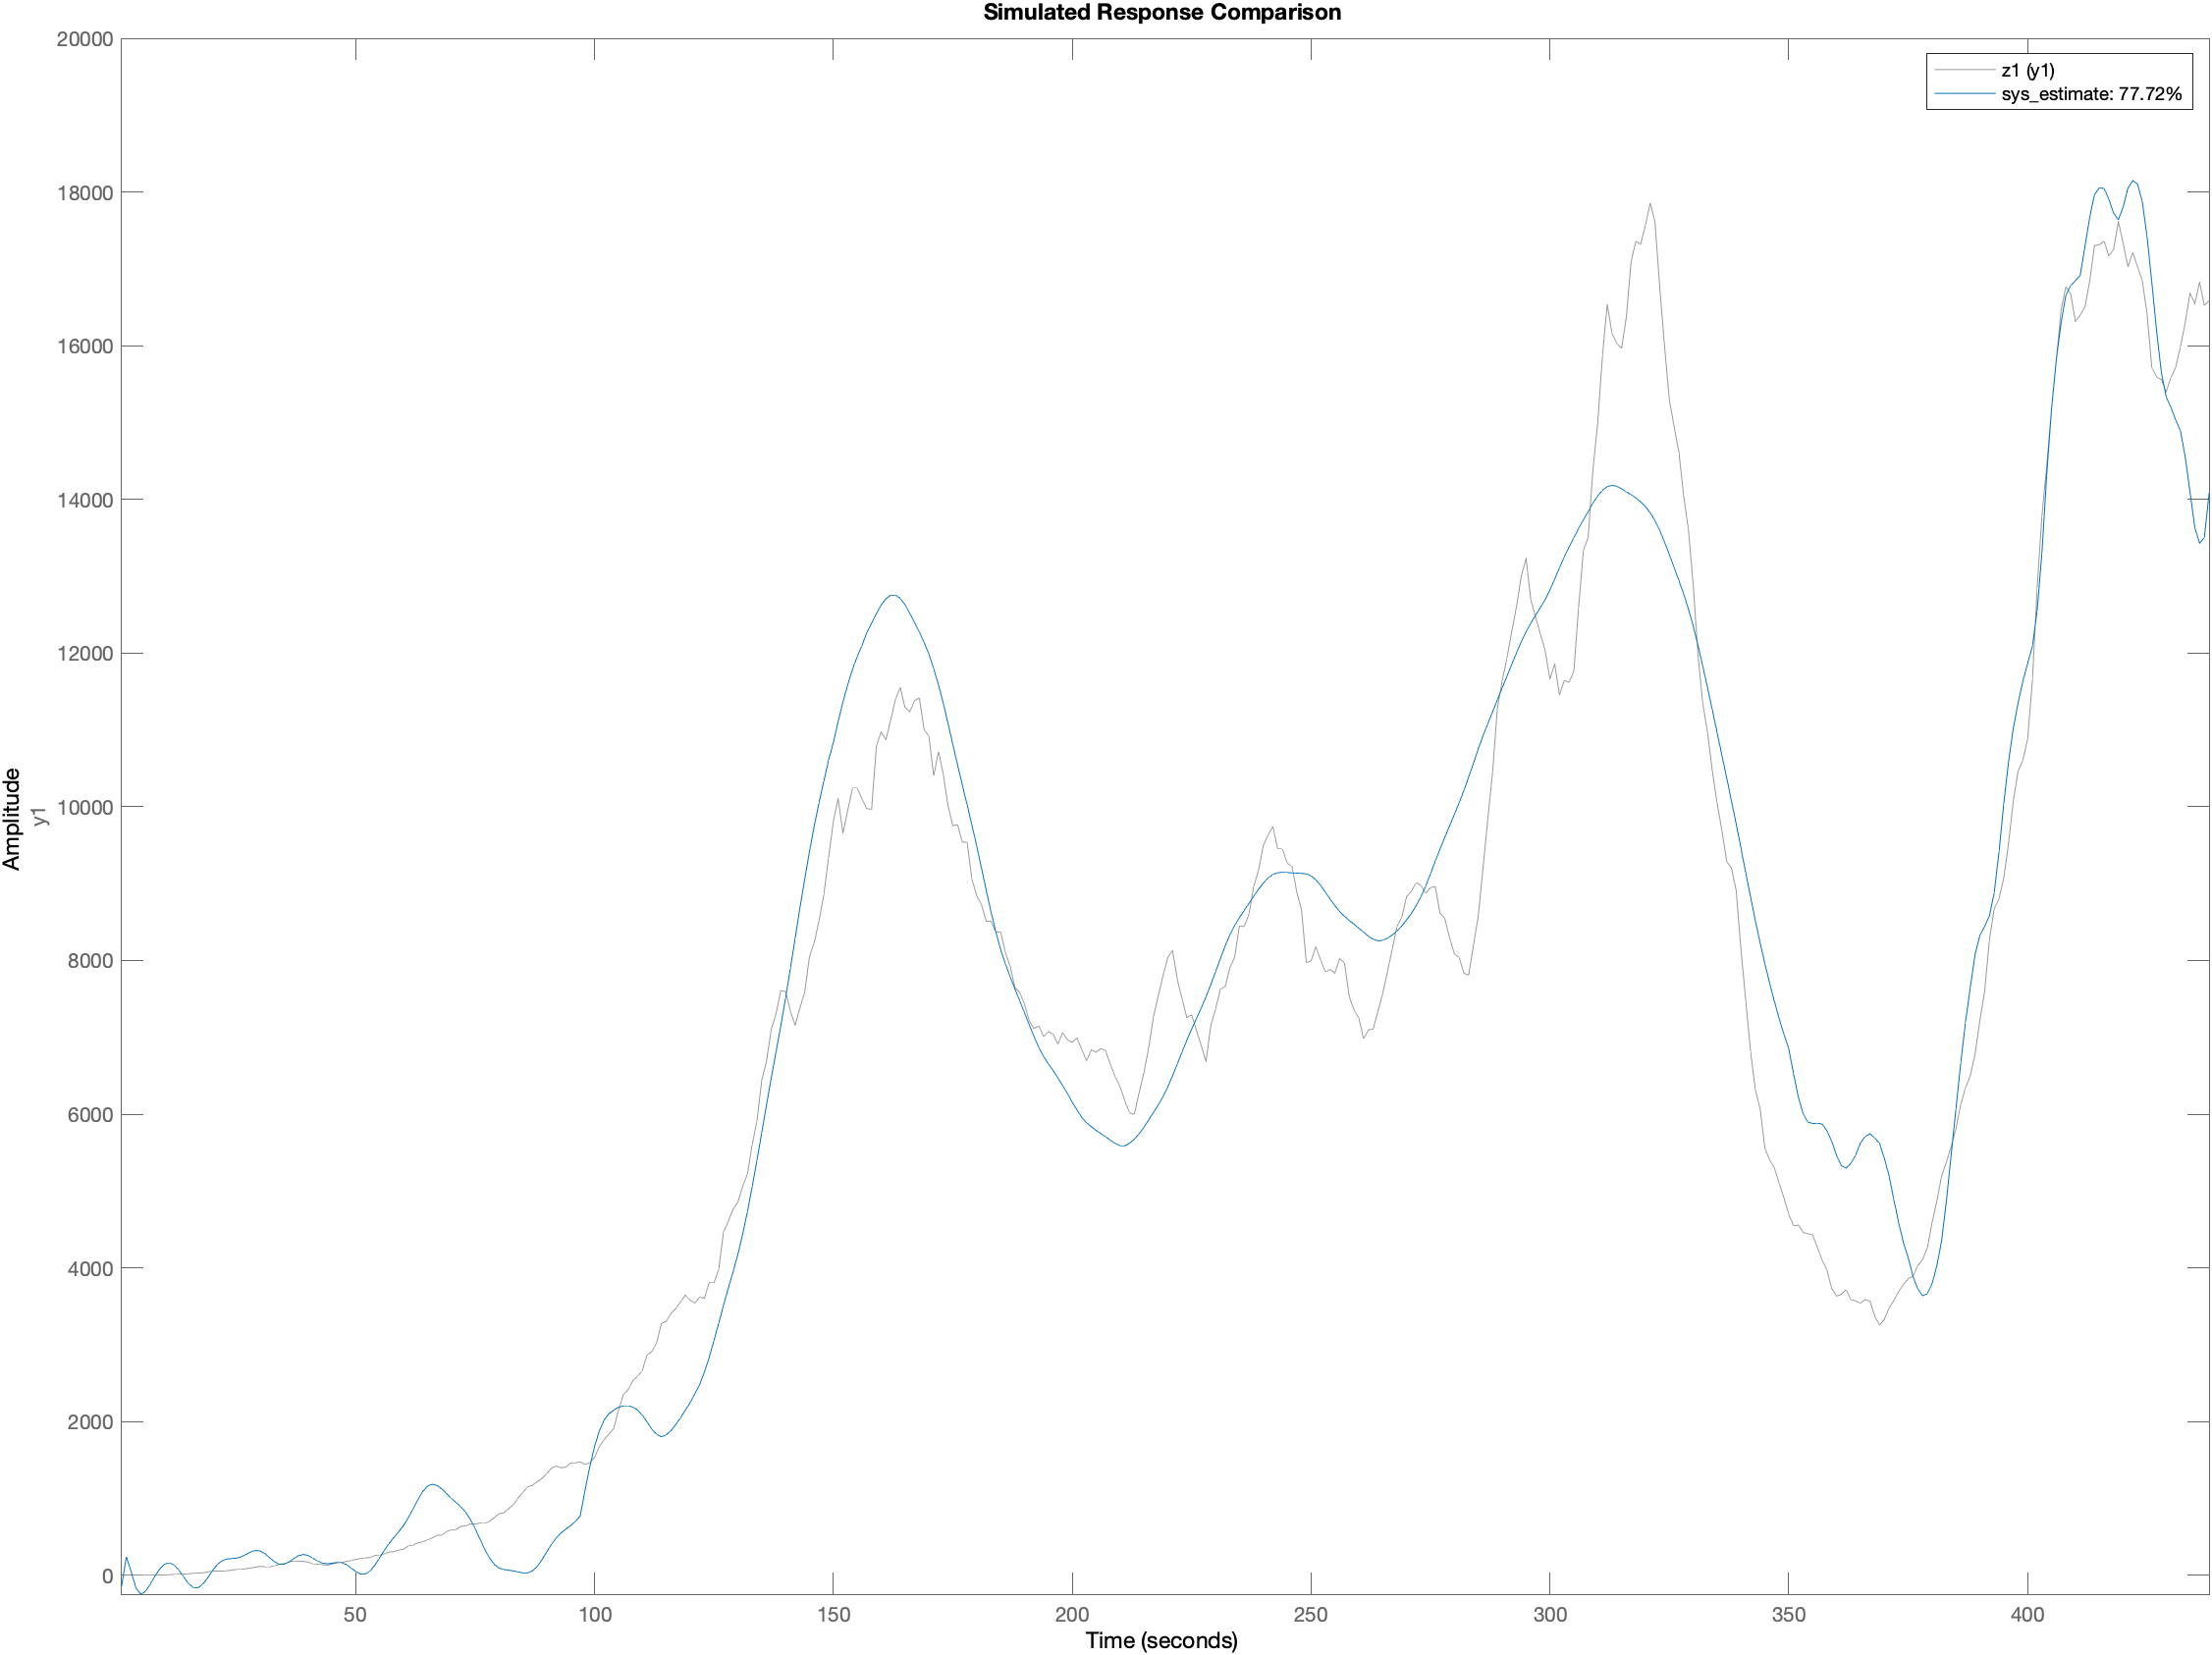 Simulated Response Comparison
z1 (y1)
sys_estimate: 77.72%
20000
18000
16000
14000
12000
10000
8000
6000
4000
2000
0
Amplitude
y1
50 100 150 200 250 300 350 400
Time (seconds)